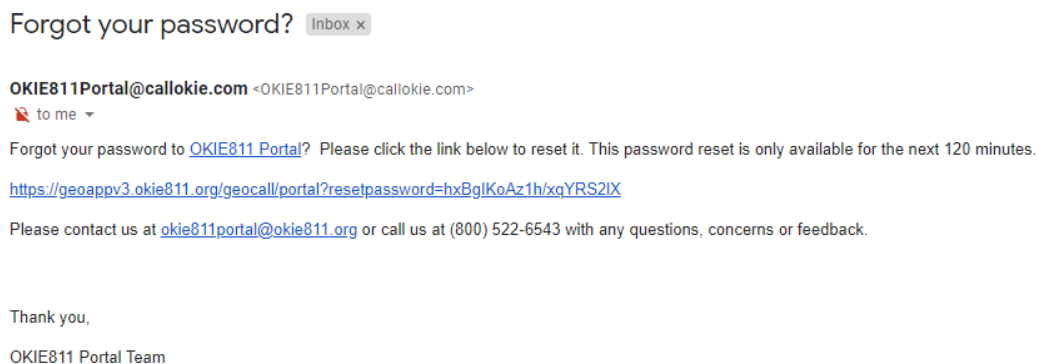 Forgot your password? Inbox ×
OKIE811Portal@callokie.com <OKIE811Portal@callokie.com>
to me
Forgot your password to OKIE811 Portal? Please click the link below to reset it. This password reset is only available for the next 120 minutes.
https://geoappv3.okie811.org/geocall/portal?resetpassword=hxBglKoAz1h/xqYRS2lX
Please contact us at okie811portal@okie811.org or call us at (800) 522-6543 with any questions, concerns or feedback.
Thank you,
OKIE811 Portal Team